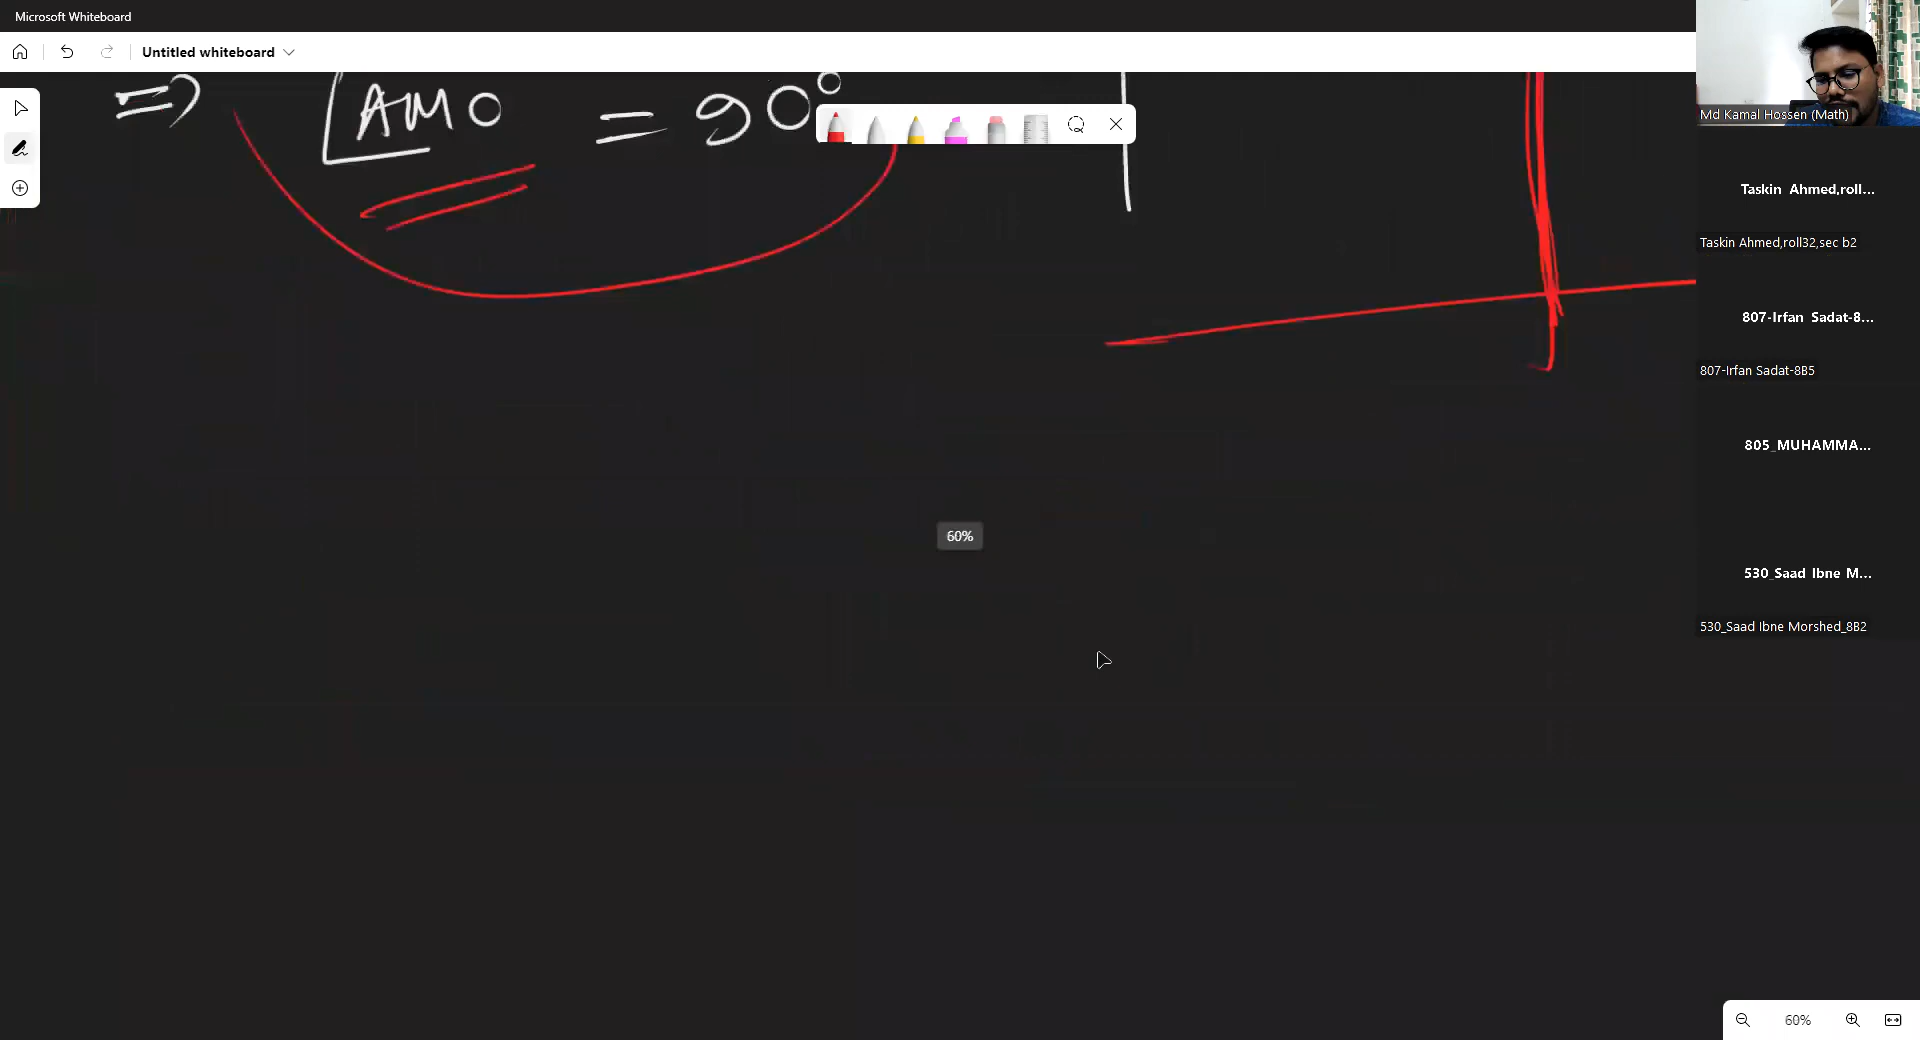 Microsoft Whiteboard
Untitled whiteboard
⇒ ∠AMO = 90°
60%
Md Kamal Hossen (Math)
Taskin Ahmed,roll...
Taskin Ahmed,roll32,sec b2
807-Irfan Sadat-8...
807-Irfan Sadat-8B5
805_MUHAMMA...
530_Saad Ibne M...
530_Saad Ibne Morshed_8B2
60%